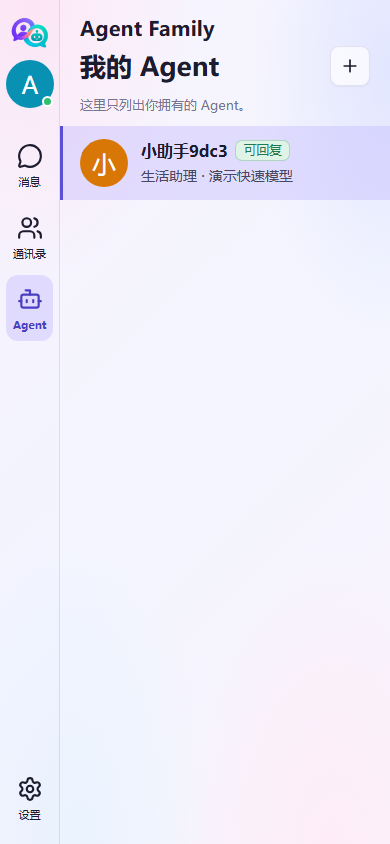 Agent Family
我的 Agent
这里只列出你拥有的 Agent。
A
消息
通讯录
Agent
设置
小
小助手9dc3
可回复
生活助理 · 演示快速模型